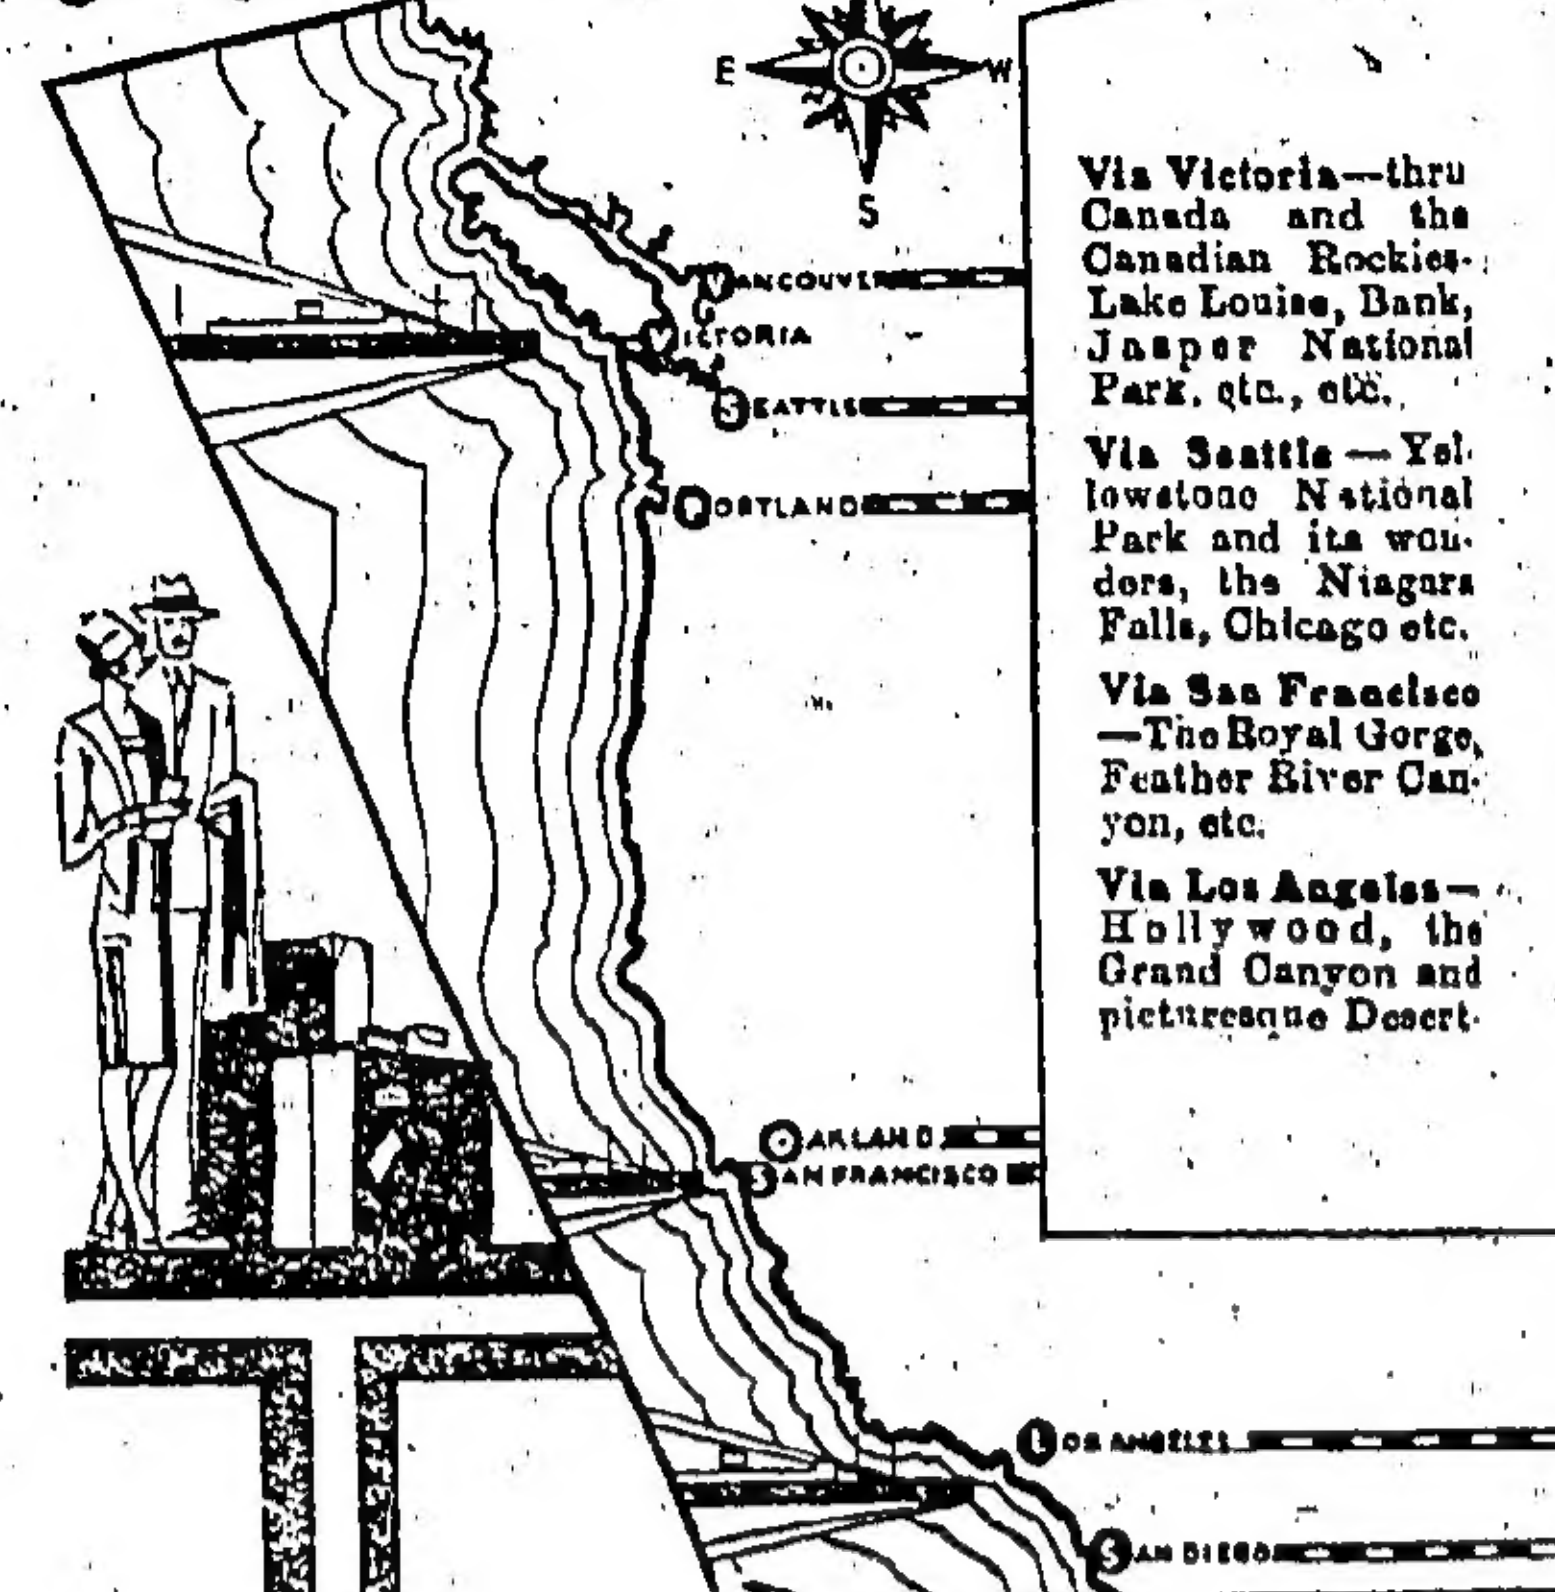 E
W
S
VANCOUVER
VICTORIA
SEATTLE
PORTLAND
OAKLAND
SAN FRANCISCO
LOS ANGELES
SAN DIEGO
Via Victoria—thru
Canada and the
Canadian Rockies-
Lake Louise, Bank,
Jasper National
Park, etc., etc.
Via Seattle — Yel-
lowstone National
Park and its won-
ders, the Niagara
Falls, Chicago etc.
Via San Francisco
—The Royal Gorge,
Feather River Can-
yon, etc.
Via Los Angeles—
Hollywood, the
Grand Canyon and
picturesque Desert-